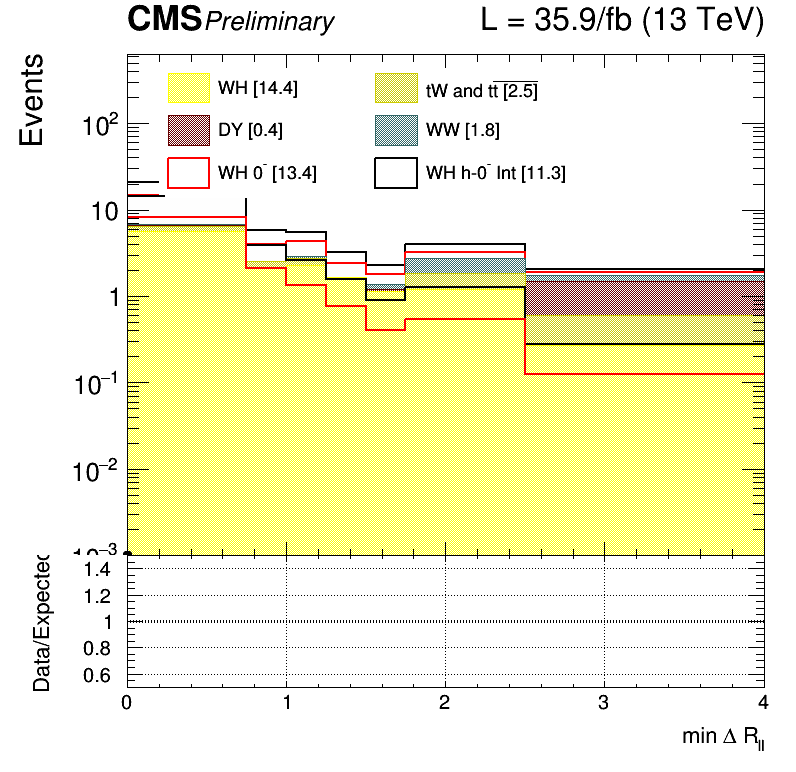 CMS Preliminary L = 35.9/fb (13 TeV)
Events
WH [14.4] tW and tt [2.5]
DY [0.4] WW [1.8]
WH 0⁻ [13.4] WH h-0⁻ Int [11.3]
10²
10
1
10⁻¹
10⁻²
10⁻³
Data/Expected
1.4
1.2
1
0.8
0.6
0 1 2 3 4
min Δ R_ll